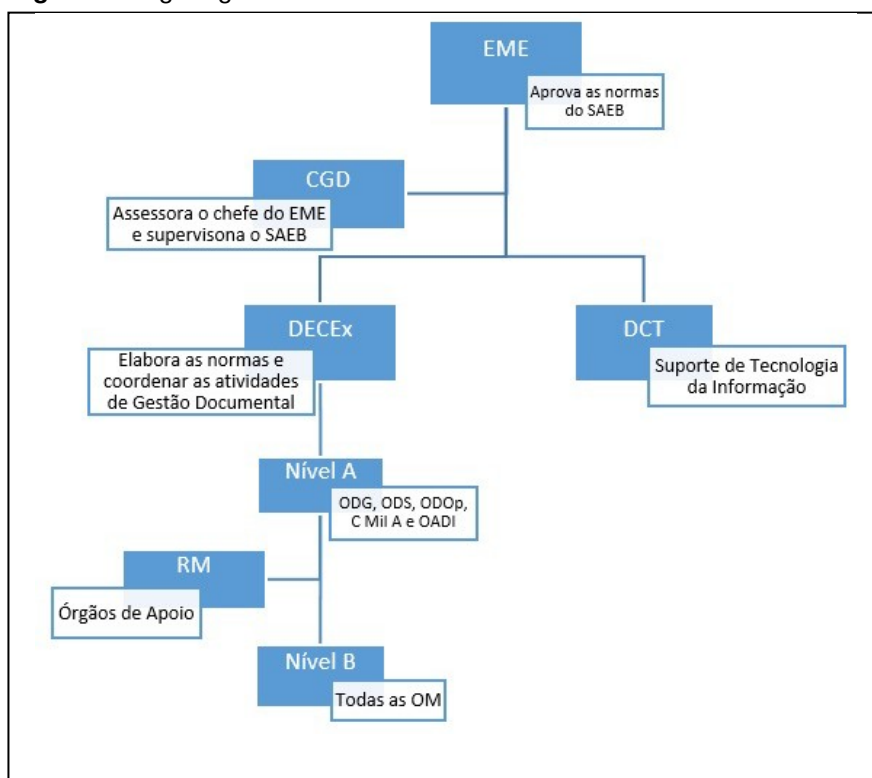 EME
Aprova as normas
do SAEB
CGD
Assessora o chefe do EME
e supervisona o SAEB
DECEx
Elabora as normas e
coordenar as atividades
de Gestão Documental
DCT
Suporte de Tecnologia
da Informação
Nível A
ODG, ODS, ODOp,
C Mil A e OADI
RM
Órgãos de Apoio
Nível B
Todas as OM